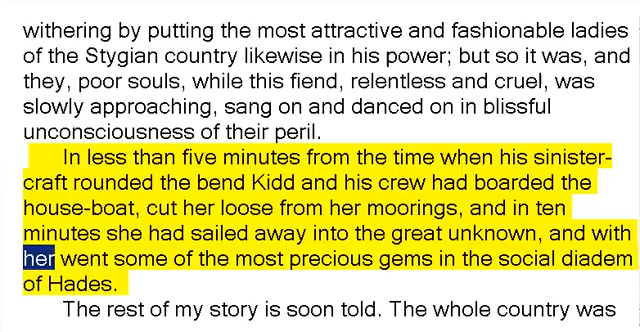 withering by putting the most attractive and fashionable ladies
of the Stygian country likewise in his power; but so it was, and
they, poor souls, while this fiend, relentless and cruel, was
slowly approaching, sang on and danced on in blissful
unconsciousness of their peril.
In less than five minutes from the time when his sinister-
craft rounded the bend Kidd and his crew had boarded the
house-boat, cut her loose from her moorings, and in ten
minutes she had sailed away into the great unknown, and with
her went some of the most precious gems in the social diadem
of Hades.
The rest of my story is soon told. The whole country was